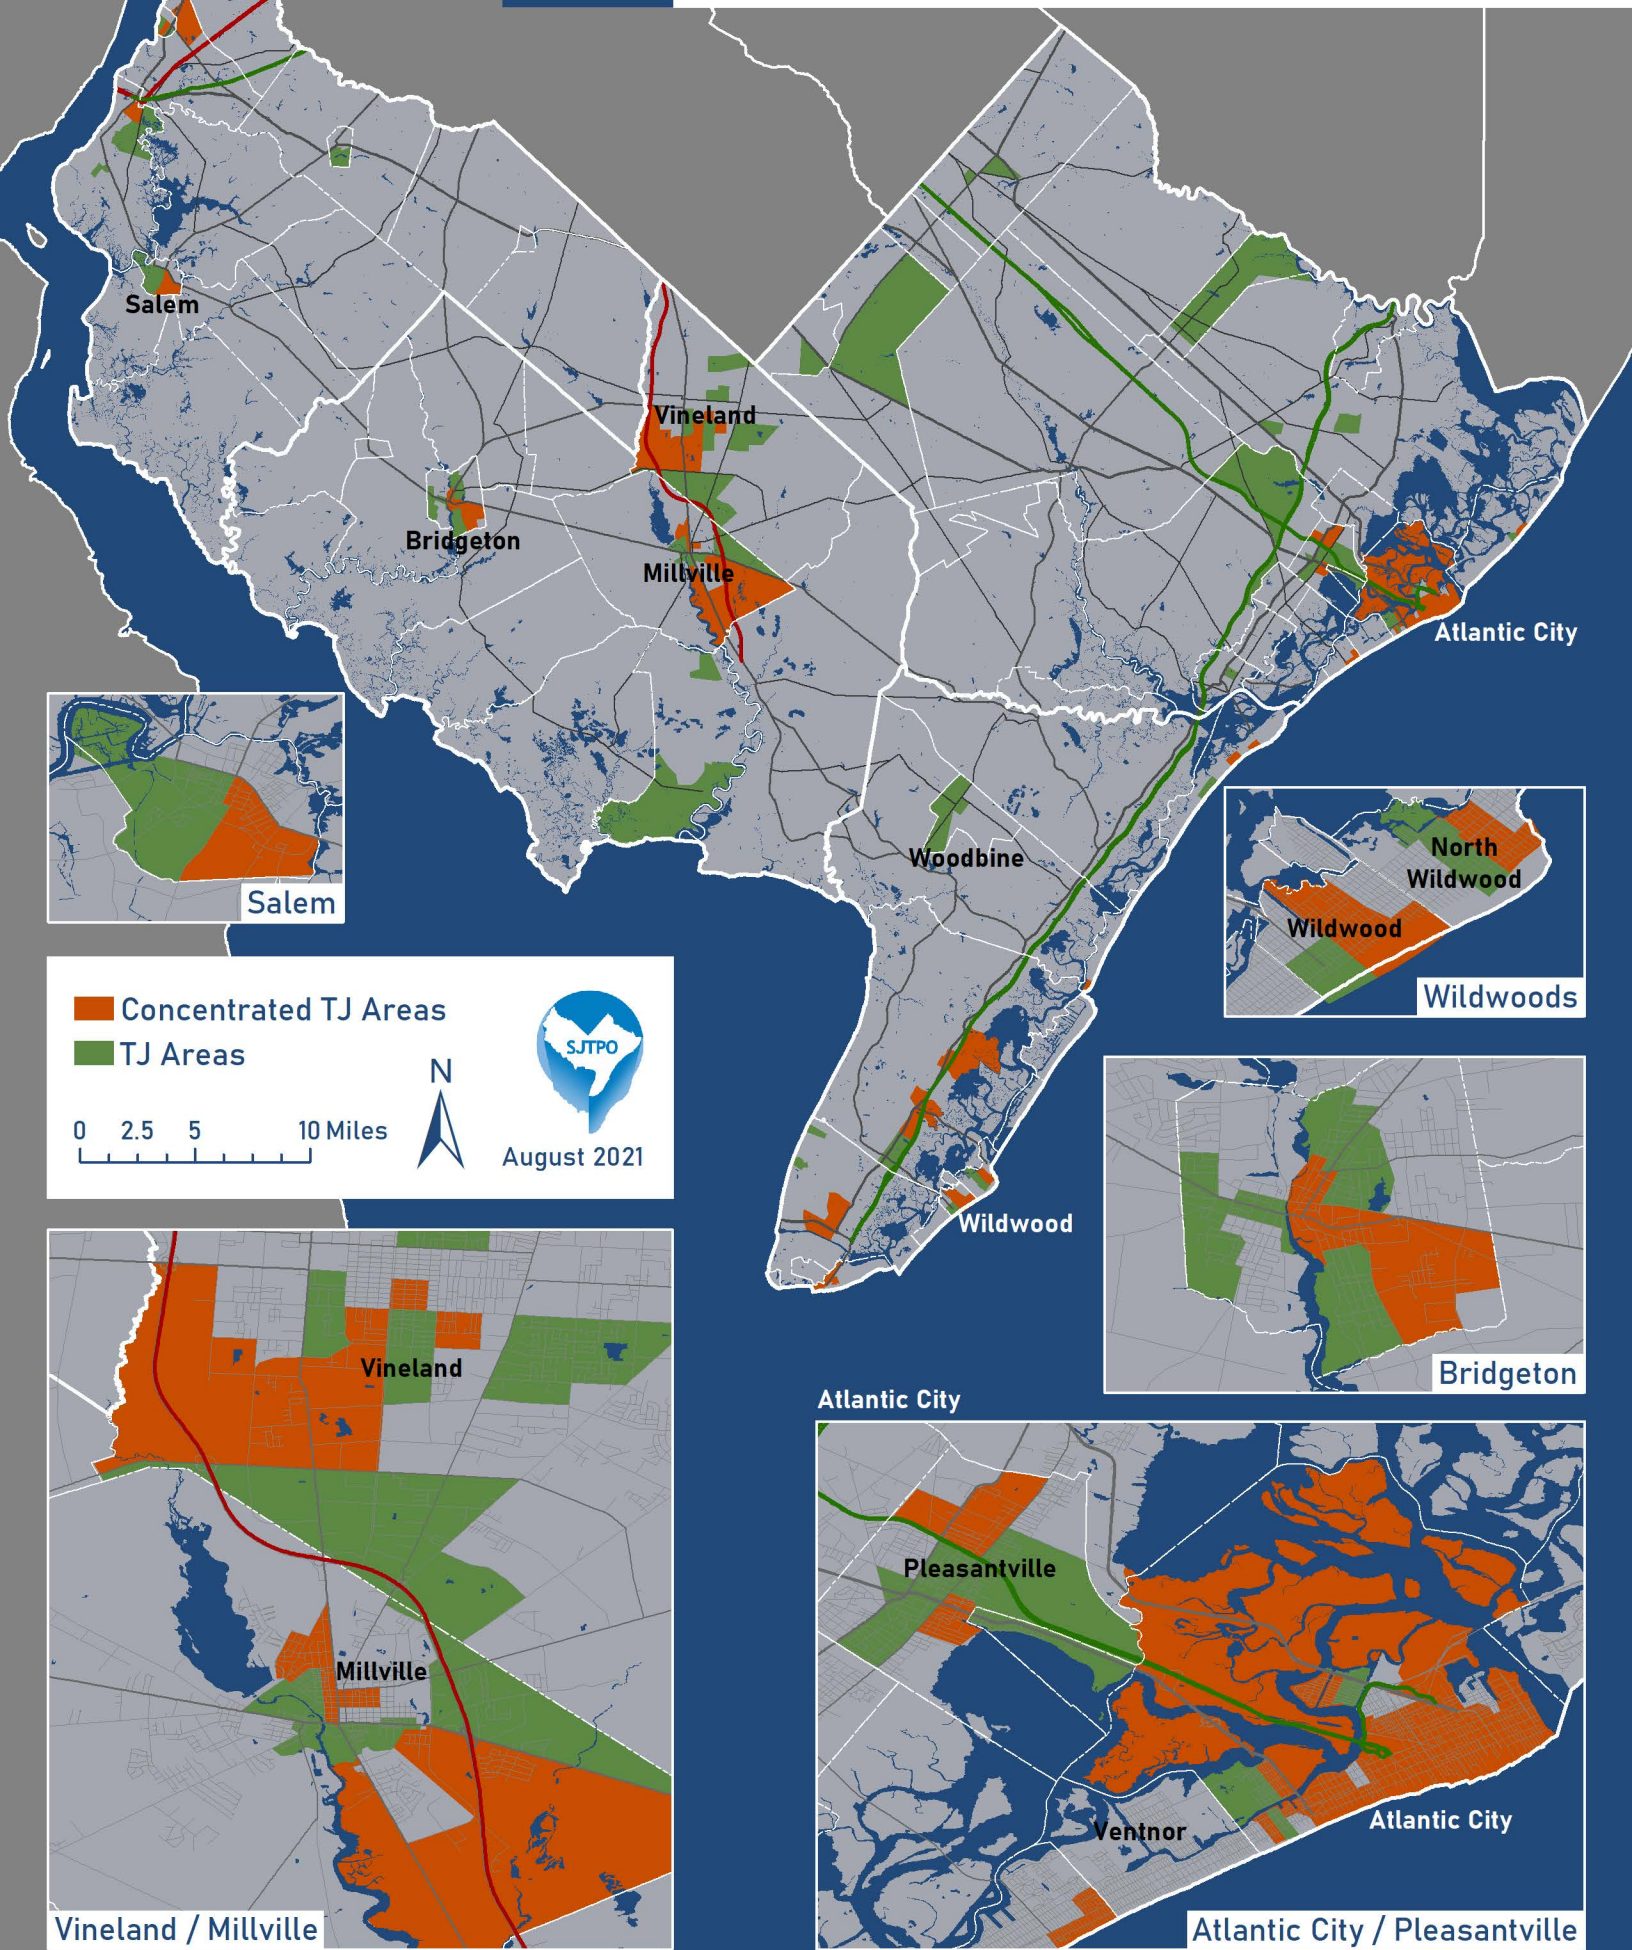 Salem
Vineland
Bridgeton
Millville
Atlantic City
Woodbine
Wildwood
Salem
North
Wildwood
Wildwood
Wildwoods
Concentrated TJ Areas
TJ Areas
N
0 2.5 5 10 Miles
SJTPO
August 2021
Bridgeton
Vineland
Millville
Vineland / Millville
Atlantic City
Pleasantville
Ventnor
Atlantic City
Atlantic City / Pleasantville